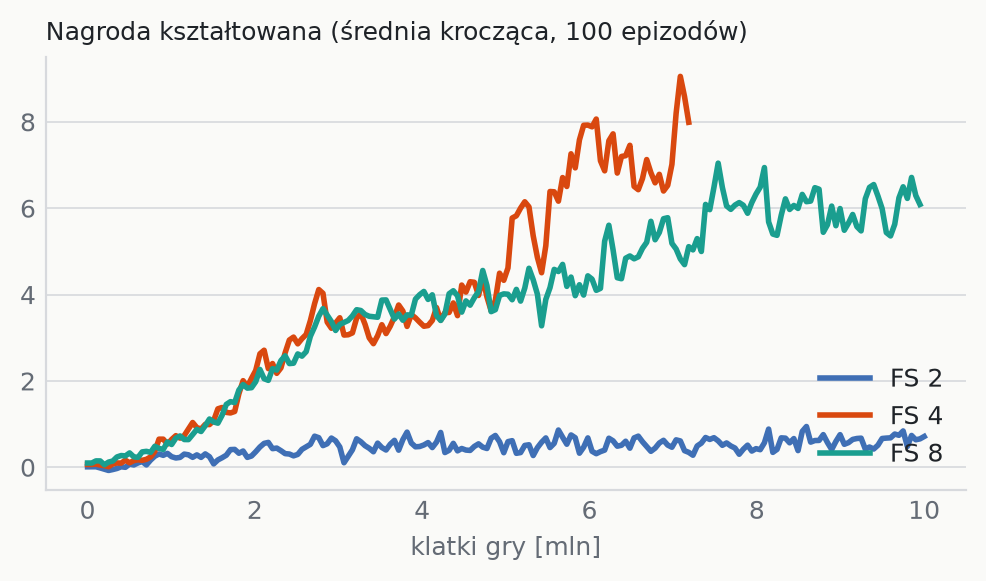 Nagroda kształtowana (średnia krocząca, 100 epizodów)
8
6
4
2
0
FS 2
FS 4
FS 8
0 2 4 6 8 10
klatki gry [mln]